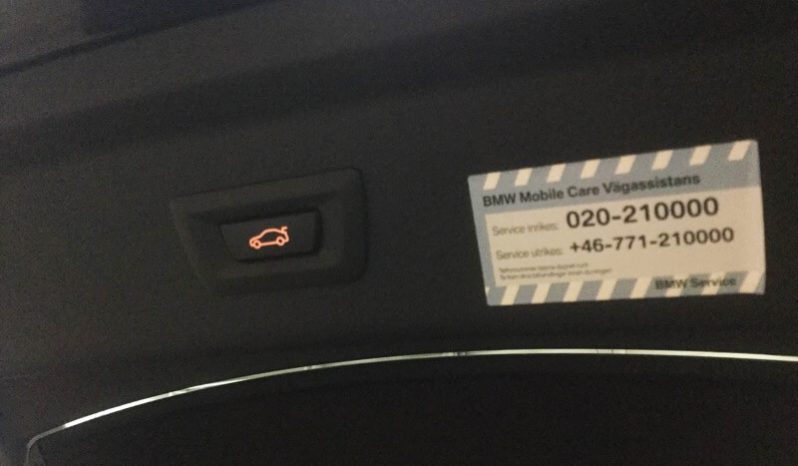 BMW Mobile Care Vägassistans
Service inrikes: 020-210000
Service utrikes: +46-771-210000
BMW Service